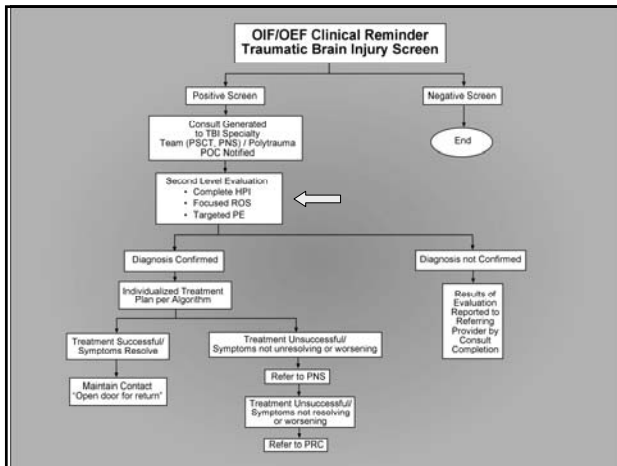 OIF/OEF Clinical Reminder
Traumatic Brain Injury Screen
Positive Screen
Negative Screen
Consult Generated
to TBI Specialty
Team (PSCT, PNS) / Polytrauma
POC Notified
End
Second Level Evaluation
• Complete HPI
• Focused ROS
• Targeted PE
Diagnosis Confirmed
Diagnosis not Confirmed
Individualized Treatment
Plan per Algorithm
Results of
Evaluation
Reported to
Referring
Provider by
Consult
Completion
Treatment Successful/
Symptoms Resolve
Treatment Unsuccessful/
Symptoms not unresolving or worsening
Maintain Contact
"Open door for return"
Refer to PNS
Treatment Unsuccessful/
Symptoms not resolving
or worsening
Refer to PRC